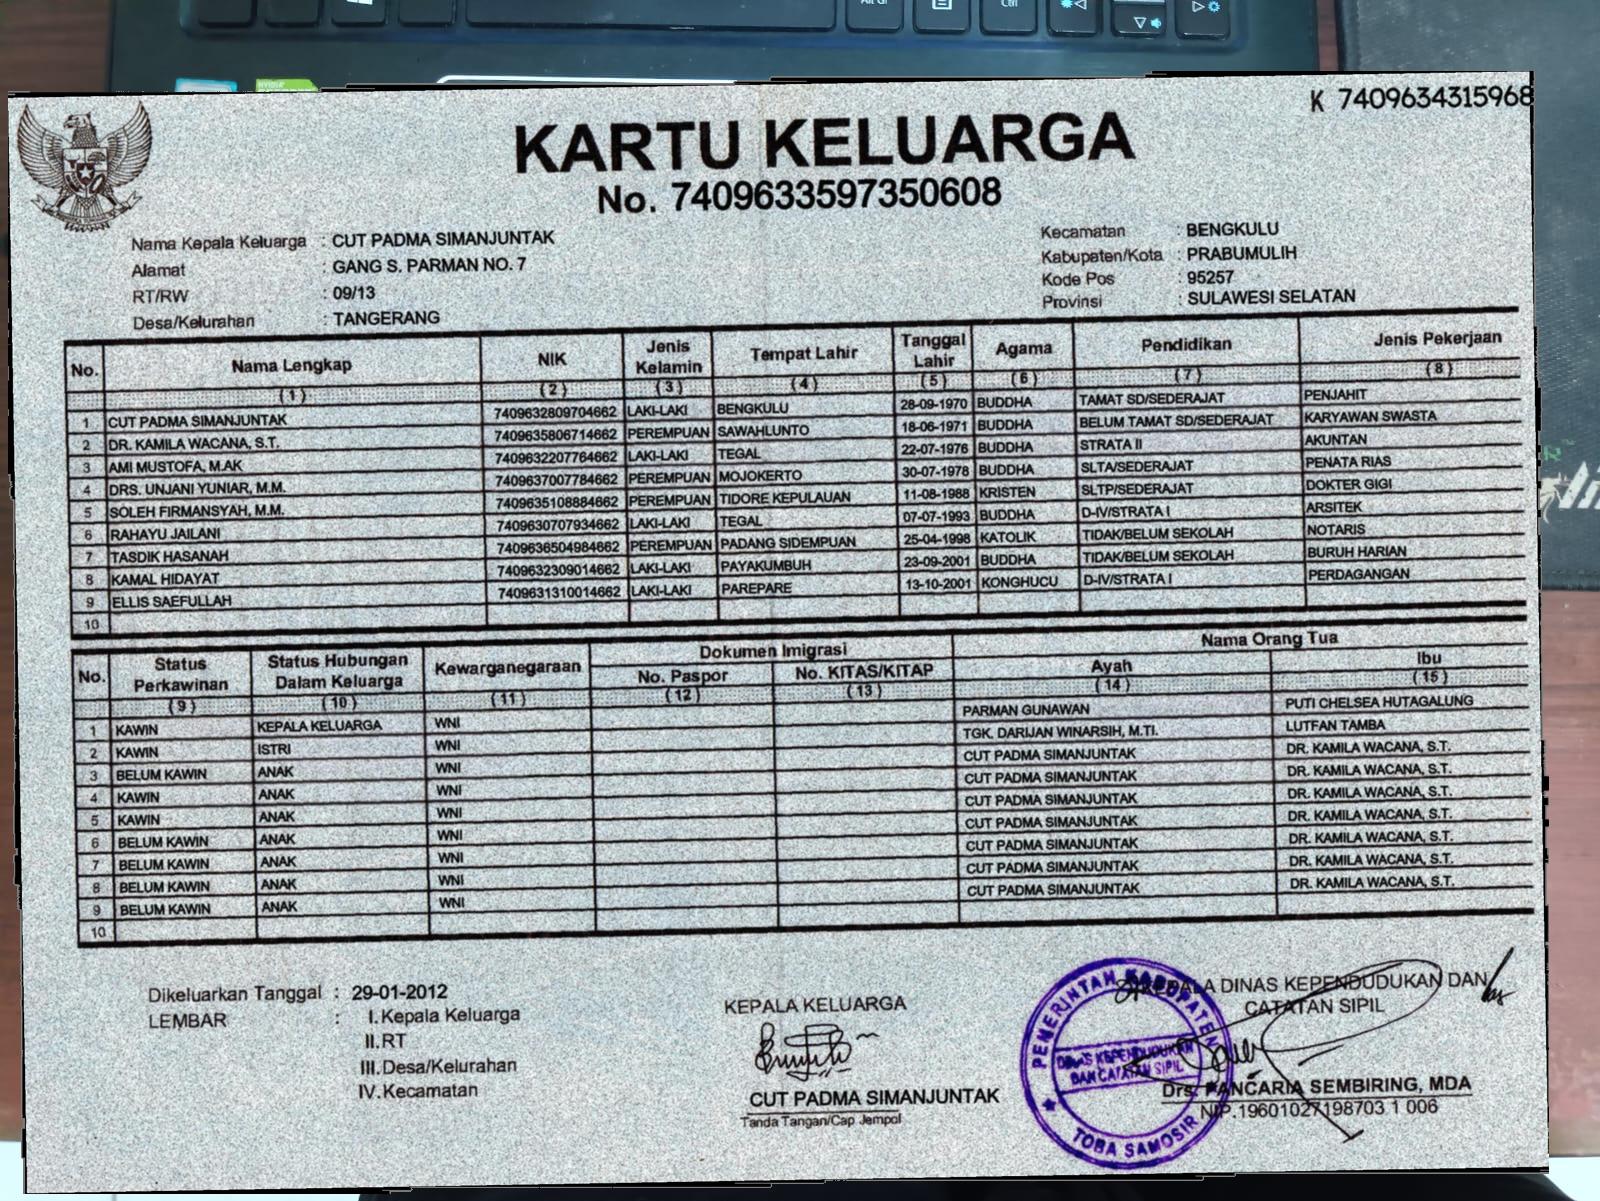 K 7409634315968
KARTU KELUARGA
No. 7409633597350608
Nama Kepala Keluarga : CUT PADMA SIMANJUNTAK
Alamat : GANG S. PARMAN NO. 7
RT/RW : 09/13
Desa/Kelurahan : TANGERANG
Kecamatan : BENGKULU
Kabupaten/Kota : PRABUMULIH
Kode Pos : 95257
Provinsi : SULAWESI SELATAN
No. Nama Lengkap NIK Jenis Kelamin Tempat Lahir Tanggal Lahir Agama Pendidikan Jenis Pekerjaan
(1) (2) (3) (4) (5) (6) (7) (8)
1 CUT PADMA SIMANJUNTAK 7409632809704662 LAKI-LAKI BENGKULU 28-09-1970 BUDDHA TAMAT SD/SEDERAJAT PENJAHIT
2 DR. KAMILA WACANA, S.T. 7409635806714662 PEREMPUAN SAWAHLUNTO 18-06-1971 BUDDHA BELUM TAMAT SD/SEDERAJAT KARYAWAN SWASTA
3 AMI MUSTOFA, M.AK 7409632207764662 LAKI-LAKI TEGAL 22-07-1976 BUDDHA STRATA II AKUNTAN
4 DRS. UNJANI YUNIAR, M.M. 7409637007784662 PEREMPUAN MOJOKERTO 30-07-1978 BUDDHA SLTA/SEDERAJAT PENATA RIAS
5 SOLEH FIRMANSYAH, M.M. 7409635108884662 PEREMPUAN TIDORE KEPULAUAN 11-08-1988 KRISTEN SLTP/SEDERAJAT DOKTER GIGI
6 RAHAYU JAILANI 7409630707934662 LAKI-LAKI TEGAL 07-07-1993 BUDDHA D-IV/STRATA I ARSITEK
7 TASDIK HASANAH 7409636504984662 PEREMPUAN PADANG SIDEMPUAN 25-04-1998 KATOLIK TIDAK/BELUM SEKOLAH NOTARIS
8 KAMAL HIDAYAT 7409632309014662 LAKI-LAKI PAYAKUMBUH 23-09-2001 BUDDHA TIDAK/BELUM SEKOLAH BURUH HARIAN
9 ELLIS SAEFULLAH 7409631310014662 LAKI-LAKI PAREPARE 13-10-2001 KONGHUCU D-IV/STRATA I PERDAGANGAN
10
No. Status Perkawinan Status Hubungan Dalam Keluarga Kewarganegaraan Dokumen Imigrasi Nama Orang Tua
No. Paspor No. KITAS/KITAP Ayah Ibu
(9) (10) (11) (12) (13) (14) (15)
1 KAWIN KEPALA KELUARGA WNI PARMAN GUNAWAN PUTI CHELSEA HUTAGALUNG
2 KAWIN ISTRI WNI TGK. DARIJAN WINARSIH, M.TI. LUTFAN TAMBA
3 BELUM KAWIN ANAK WNI CUT PADMA SIMANJUNTAK DR. KAMILA WACANA, S.T.
4 KAWIN ANAK WNI CUT PADMA SIMANJUNTAK DR. KAMILA WACANA, S.T.
5 KAWIN ANAK WNI CUT PADMA SIMANJUNTAK DR. KAMILA WACANA, S.T.
6 BELUM KAWIN ANAK WNI CUT PADMA SIMANJUNTAK DR. KAMILA WACANA, S.T.
7 BELUM KAWIN ANAK WNI CUT PADMA SIMANJUNTAK DR. KAMILA WACANA, S.T.
8 BELUM KAWIN ANAK WNI CUT PADMA SIMANJUNTAK DR. KAMILA WACANA, S.T.
9 BELUM KAWIN ANAK WNI CUT PADMA SIMANJUNTAK DR. KAMILA WACANA, S.T.
10
Dikeluarkan Tanggal : 29-01-2012
LEMBAR : I. Kepala Keluarga
II. RT
III. Desa/Kelurahan
IV. Kecamatan
KEPALA KELUARGA
CUT PADMA SIMANJUNTAK
Tanda Tangan/Cap Jempol
KEPALA DINAS KEPENDUDUKAN DAN
CATATAN SIPIL
PEMERINTAH KABUPATEN
DINAS KEPENDUDUKAN
DAN CATATAN SIPIL
TOBA SAMOSIR
Drs. PANCARIA SEMBIRING, MDA
NIP.19601027198703 1 006